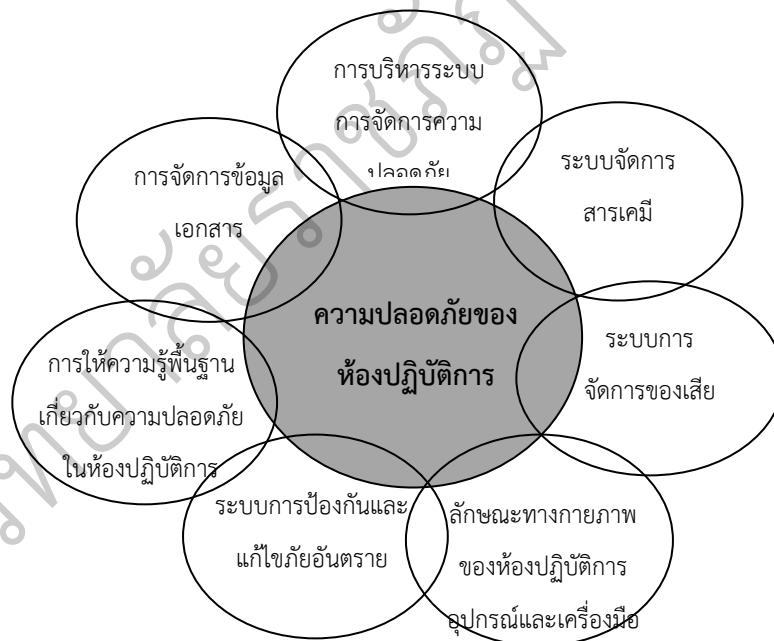 การบริหารระบบ
การจัดการความ
ปลอดภัย
ระบบจัดการ
สารเคมี
ระบบการ
จัดการของเสีย
ลักษณะทางกายภาพ
ของห้องปฏิบัติการ
อุปกรณ์และเครื่องมือ
ระบบการป้องกันและ
แก้ไขภัยอันตราย
การให้ความรู้พื้นฐาน
เกี่ยวกับความปลอดภัย
ในห้องปฏิบัติการ
การจัดการข้อมูล
เอกสาร
ความปลอดภัยของ
ห้องปฏิบัติการ